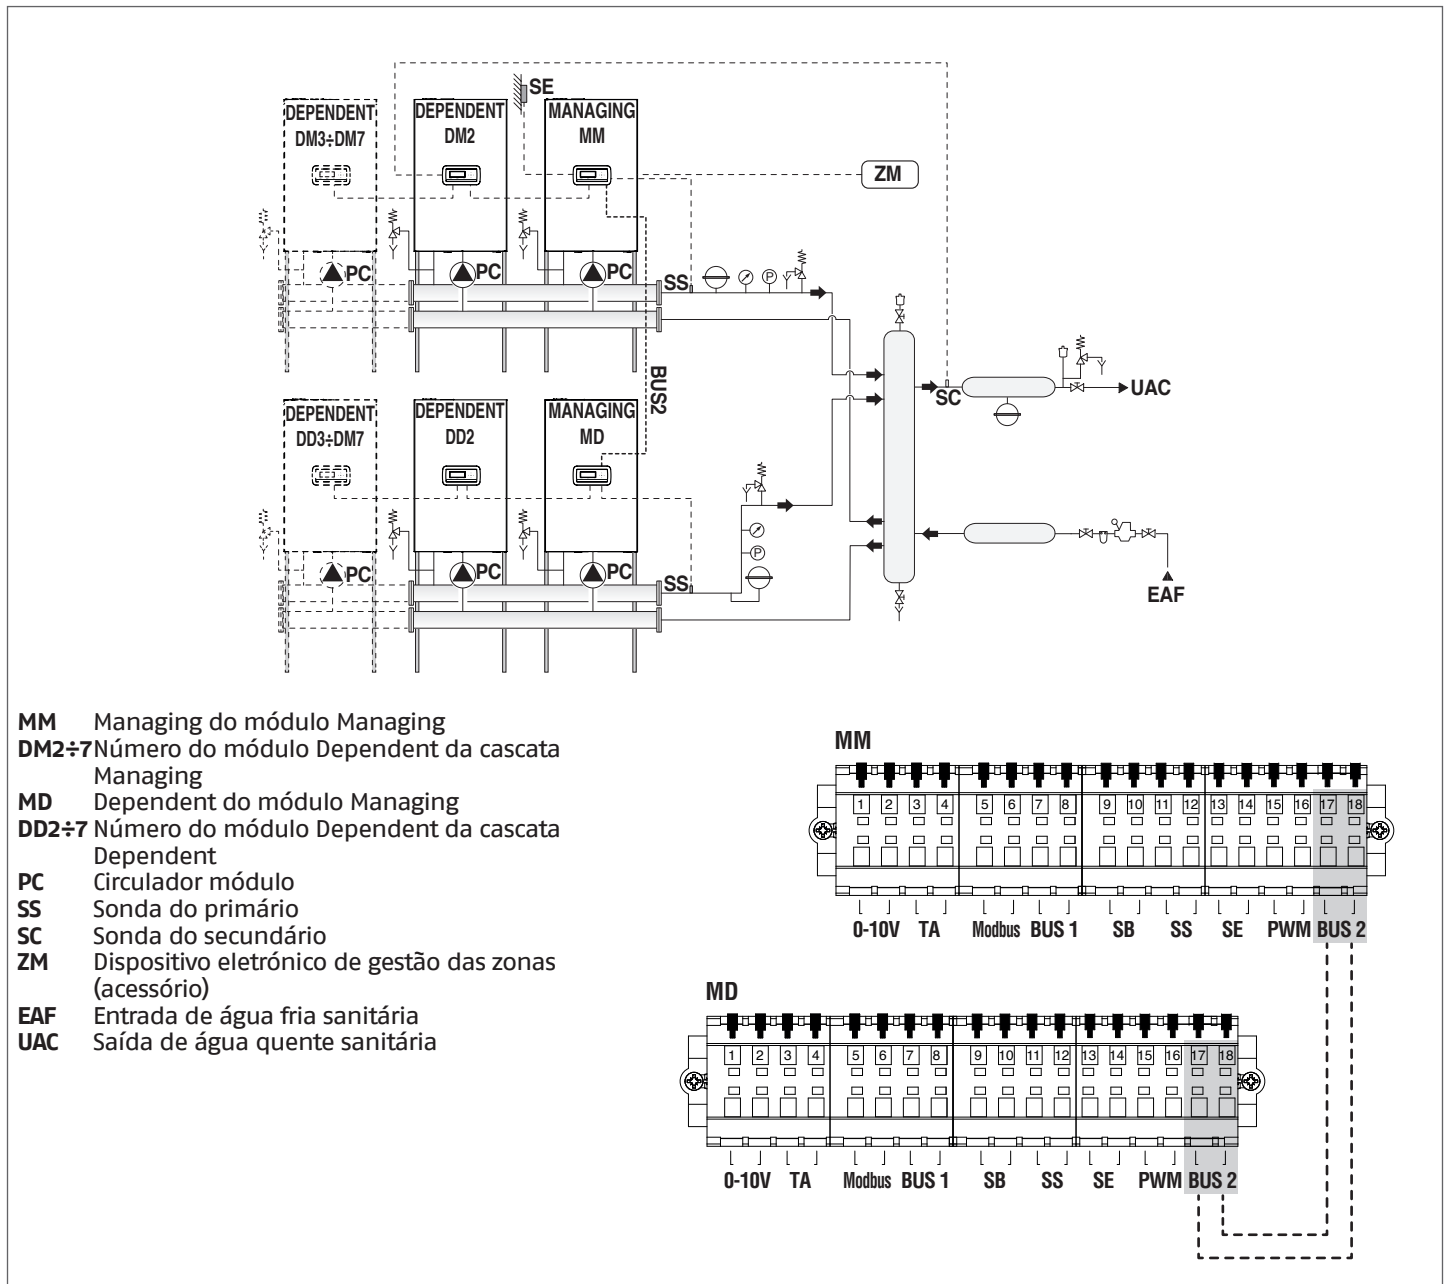 SE
DEPENDENT
DM3÷DM7
DEPENDENT
DM2
MANAGING
MM
ZM
PC
PC
PC
SS
P
BUS2
SC
UAC
DEPENDENT
DD3÷DM7
DEPENDENT
DD2
MANAGING
MD
P
PC
PC
PC
SS
EAF
MM Managing do módulo Managing
DM2÷7 Número do módulo Dependent da cascata
Managing
MD Dependent do módulo Managing
DD2÷7 Número do módulo Dependent da cascata
Dependent
PC Circulador módulo
SS Sonda do primário
SC Sonda do secundário
ZM Dispositivo eletrónico de gestão das zonas
(acessório)
EAF Entrada de água fria sanitária
UAC Saída de água quente sanitária
MM
1 2 3 4 5 6 7 8 9 10 11 12 13 14 15 16 17 18
0-10V TA Modbus BUS 1 SB SS SE PWM BUS 2
MD
1 2 3 4 5 6 7 8 9 10 11 12 13 14 15 16 17 18
0-10V TA Modbus BUS 1 SB SS SE PWM BUS 2